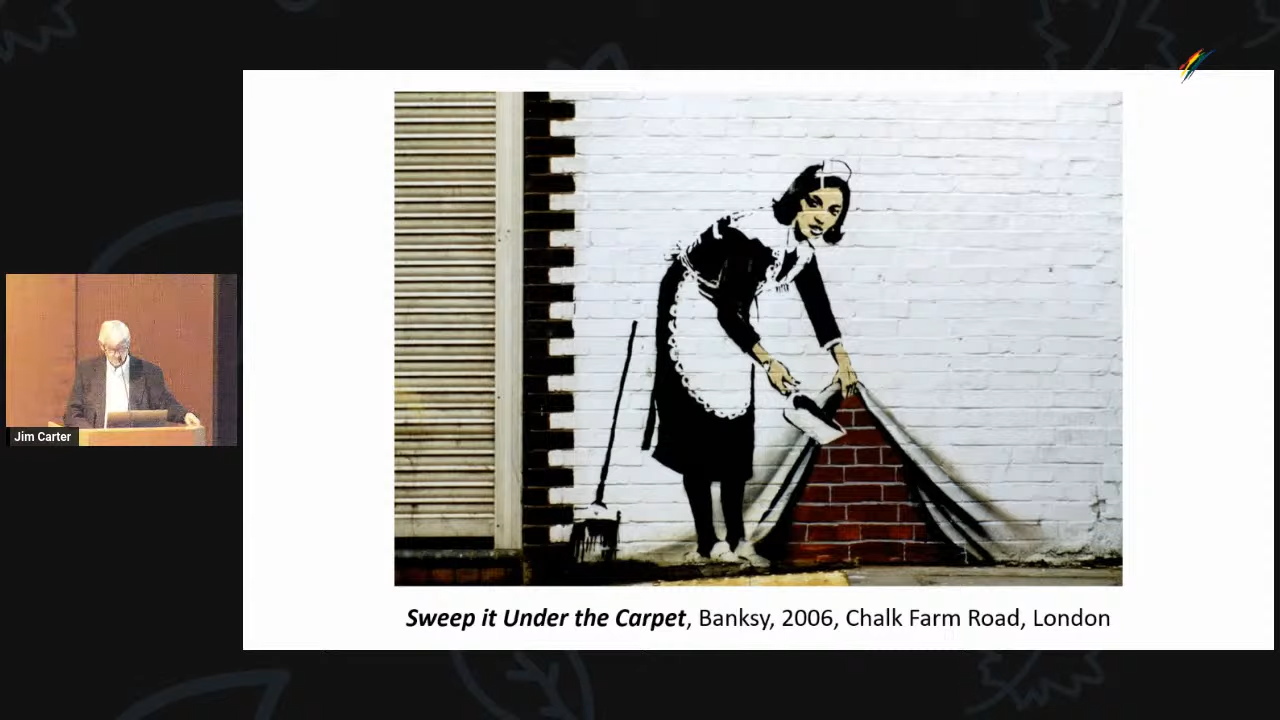 Jim Carter
Sweep it Under the Carpet, Banksy, 2006, Chalk Farm Road, London